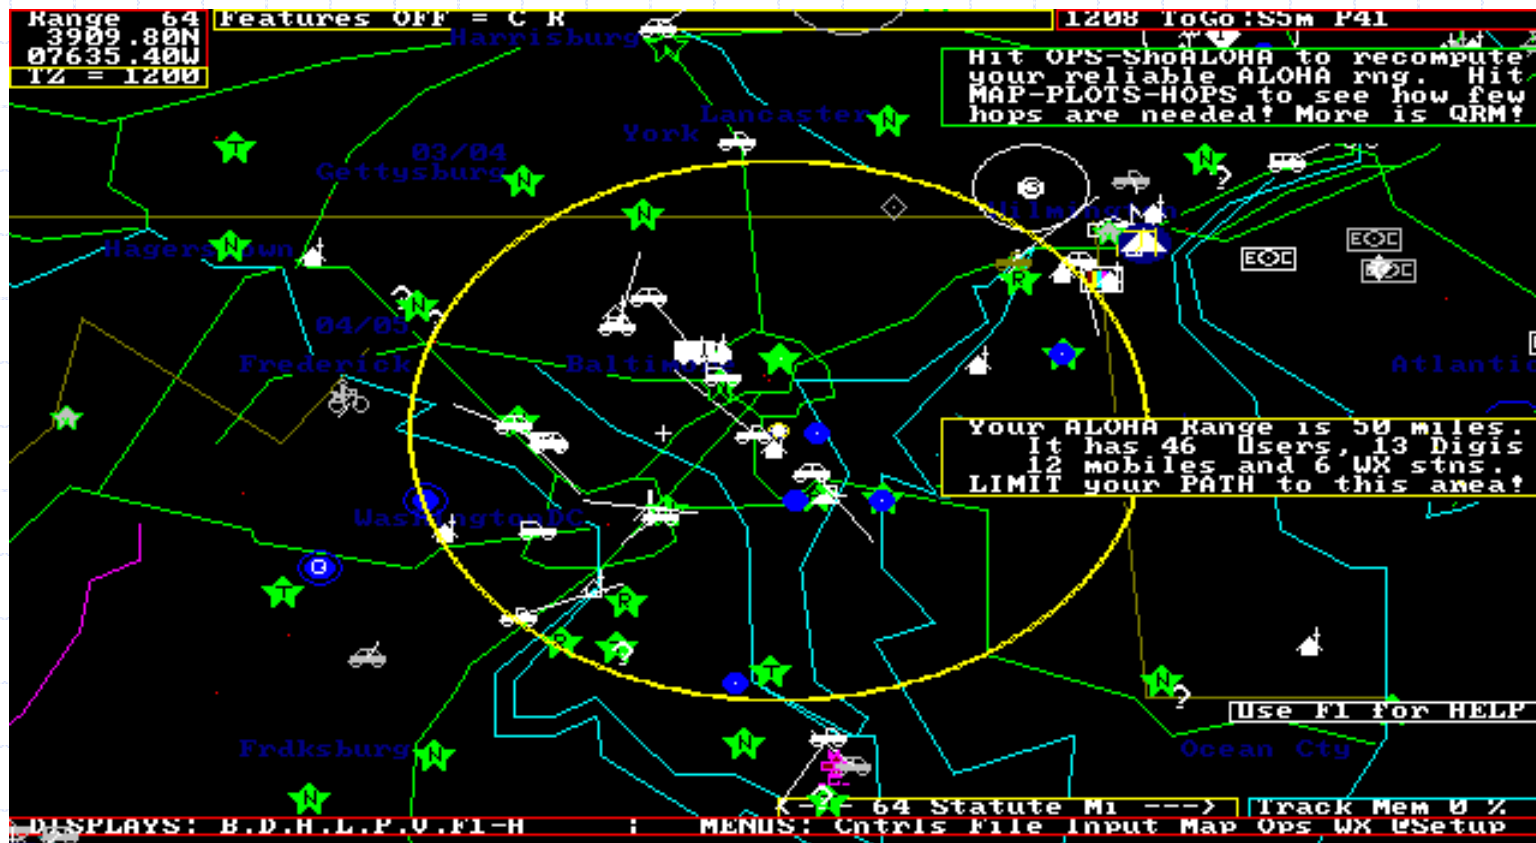 Range 64
3909.80N
07635.40W
TZ = 1200
Features OFF = C R
1208 ToGo:S5m P41
Hit OPS-ShoALOHA to recompute
your reliable ALOHA rng. Hit
MAP-PLOTS-HOPS to see how few
hops are needed! More is QRM!
Harrisburg
Lancaster
York
03/04
Gettysburg
N
T
N
N
N
N
Wilmington
Hagerstown
N
EOC
EOC
EOC
N
R
04/05
Frederick
Baltimore
Atlantic
Your ALOHA Range is 50 miles.
It has 46 Users, 13 Digis
12 mobiles and 6 WX stns.
LIMIT your PATH to this area!
WashingtonDC
T
R
T
N
Use F1 for HELP
Frdksburg
N
N
Ocean Cty
N
<--- 64 Statute Mi --->
Track Mem 0 %
DISPLAYS: B.D.H.L.P.V.F1-H : MENUS: Cntrls File Input Map Ops WX @Setup